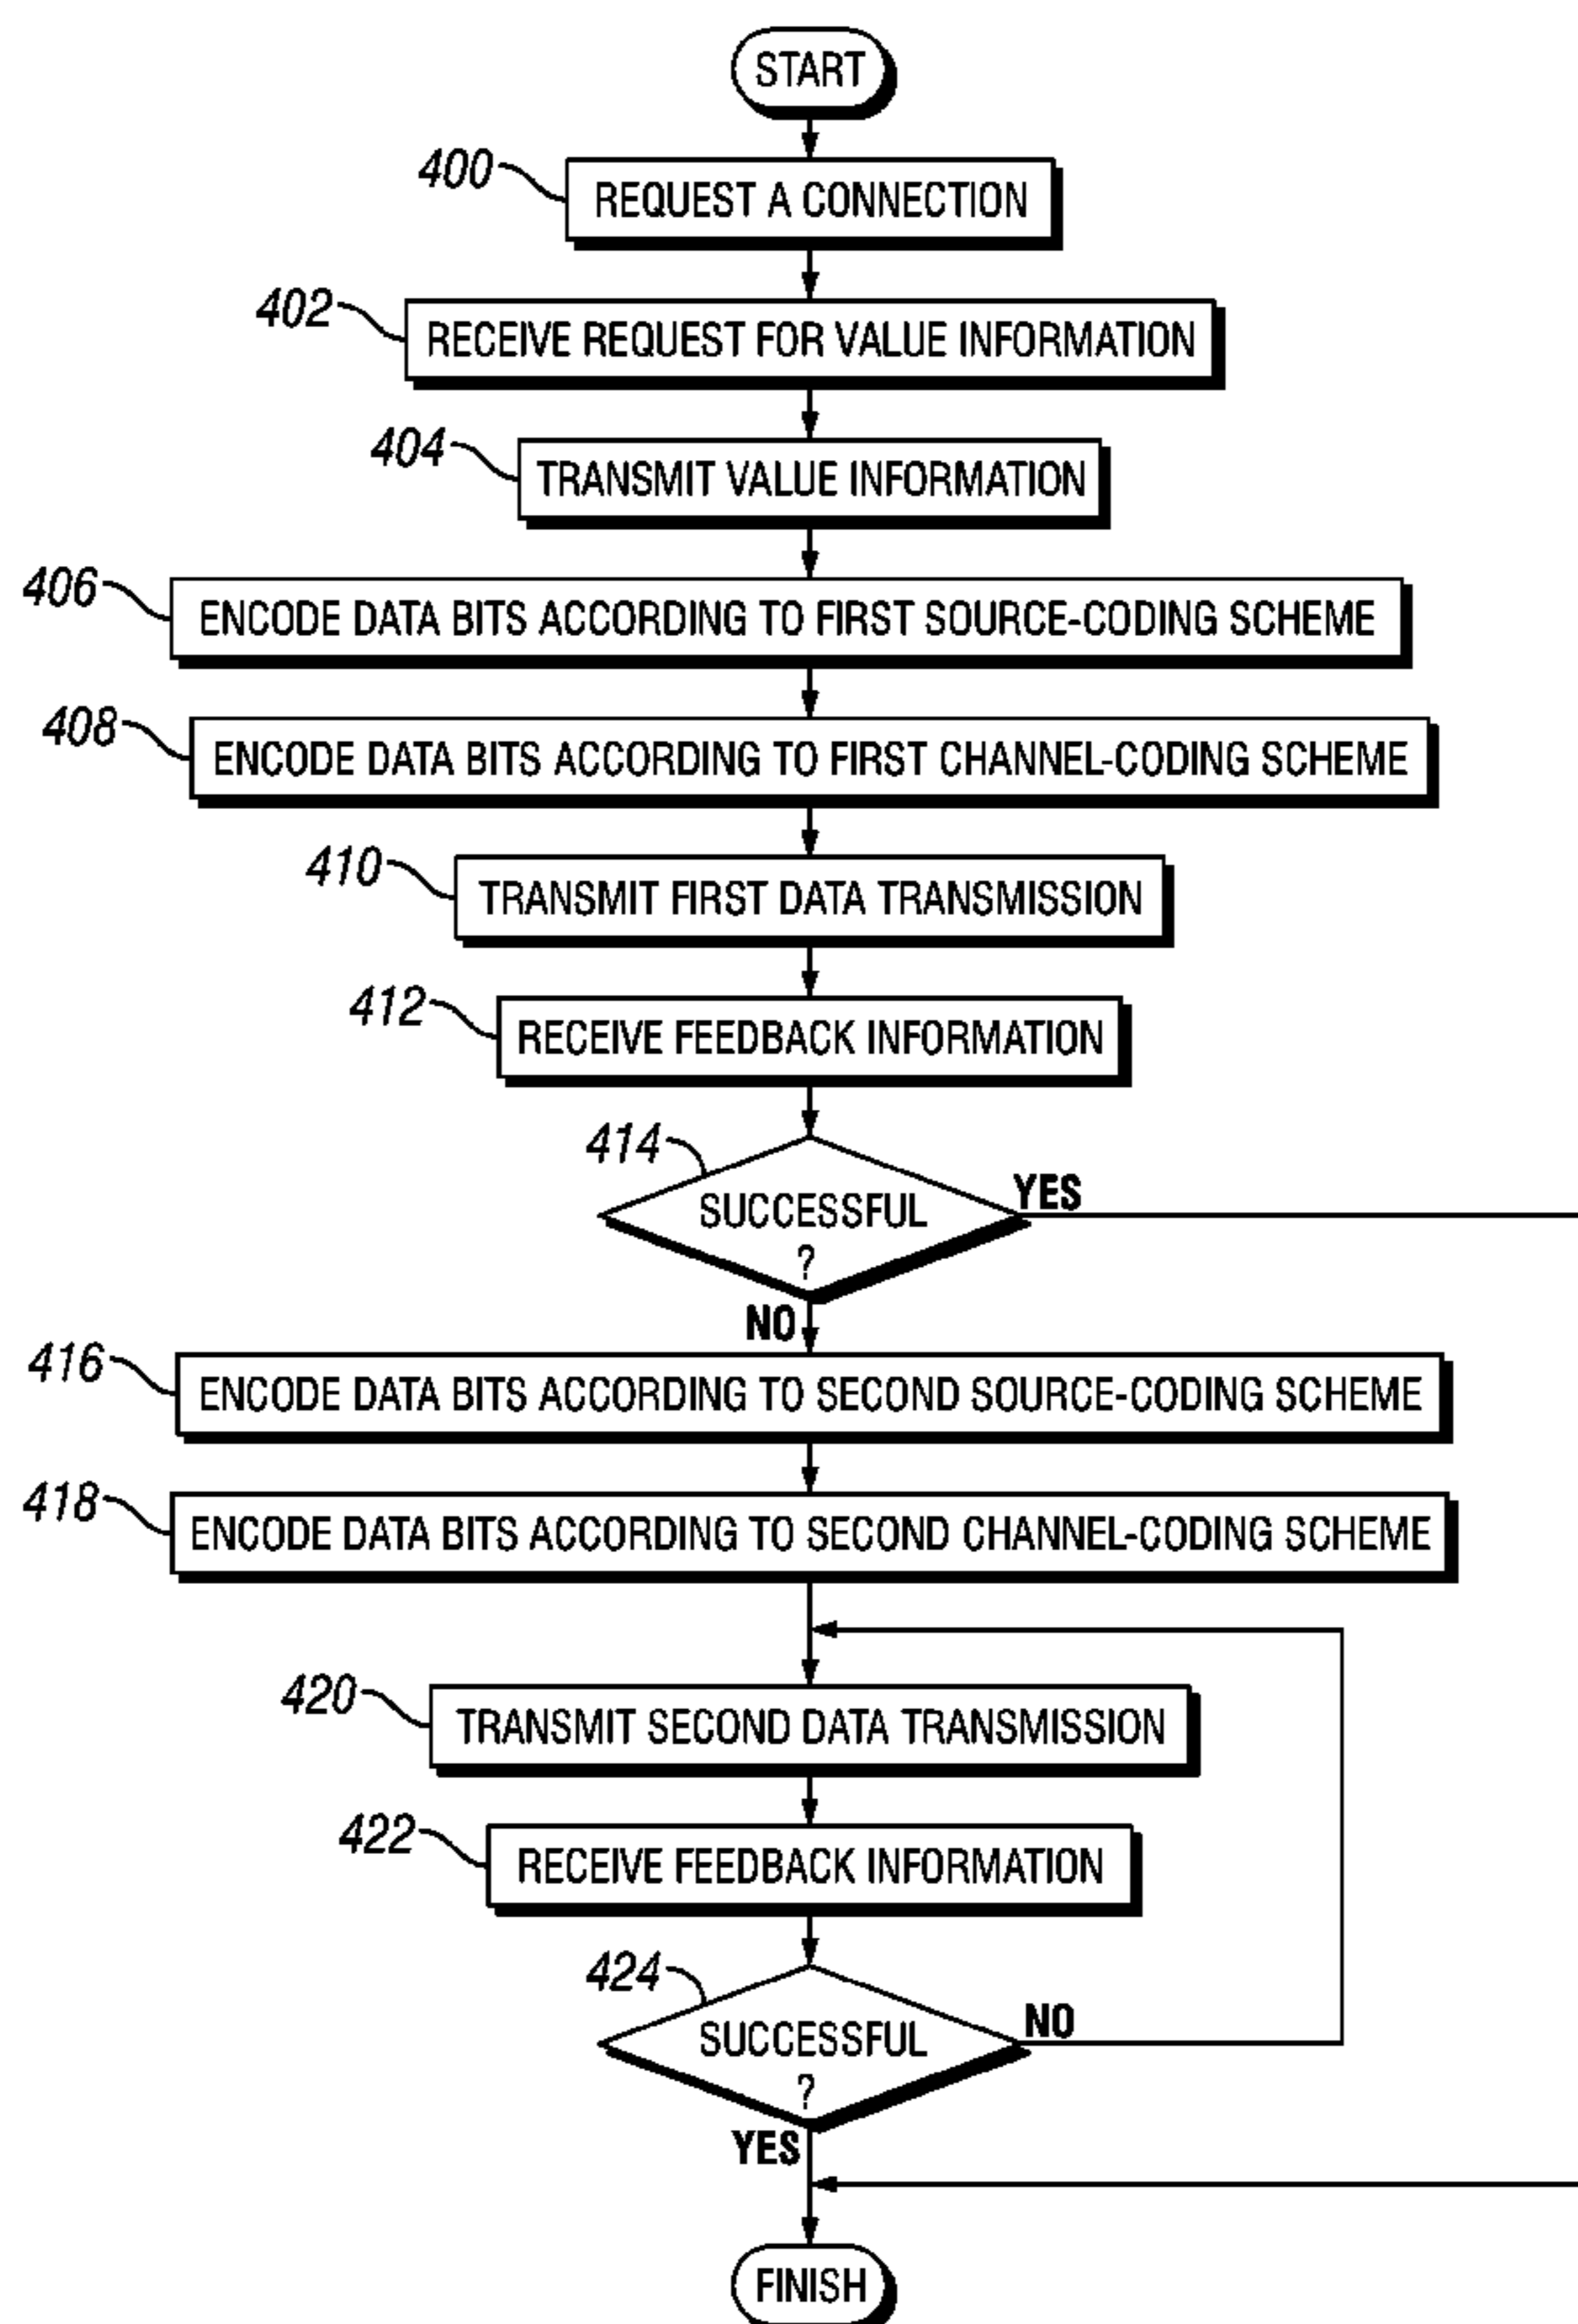 START
400
REQUEST A CONNECTION
402
RECEIVE REQUEST FOR VALUE INFORMATION
404
TRANSMIT VALUE INFORMATION
406
ENCODE DATA BITS ACCORDING TO FIRST SOURCE-CODING SCHEME
408
ENCODE DATA BITS ACCORDING TO FIRST CHANNEL-CODING SCHEME
410
TRANSMIT FIRST DATA TRANSMISSION
412
RECEIVE FEEDBACK INFORMATION
414
SUCCESSFUL
?
YES
NO
416
ENCODE DATA BITS ACCORDING TO SECOND SOURCE-CODING SCHEME
418
ENCODE DATA BITS ACCORDING TO SECOND CHANNEL-CODING SCHEME
420
TRANSMIT SECOND DATA TRANSMISSION
422
RECEIVE FEEDBACK INFORMATION
424
SUCCESSFUL
?
NO
YES
FINISH